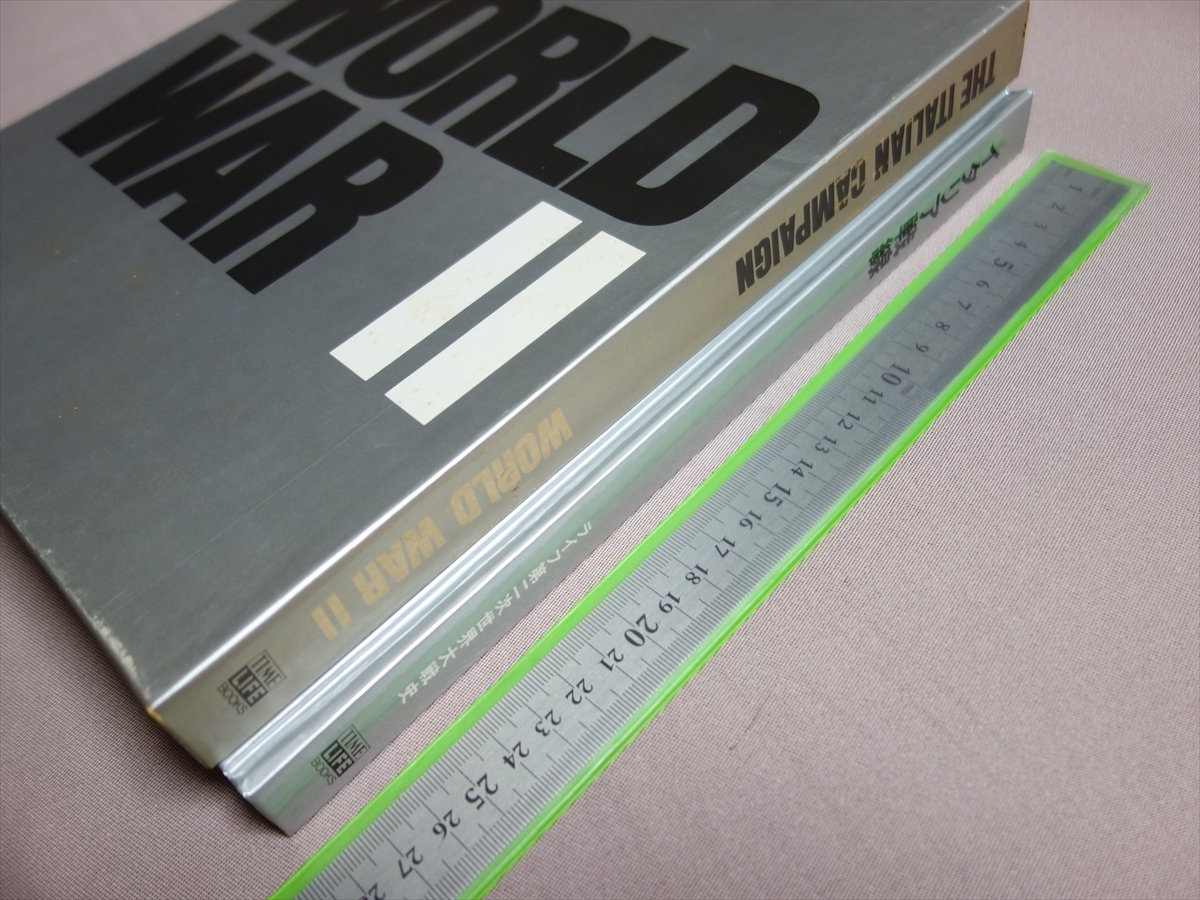 WORLD
WAR
II
THE ITALIAN CAMPAIGN
WORLD WAR II
TIME
LIFE
BOOKS
イタリア戦線
ライフ第二次世界大戦史
TIME
LIFE
BOOKS
1 2 3 4 5 6 7 8 9 10 11 12 13 14 15 16 17 18 19 20 21 22 23 24 25 26 27